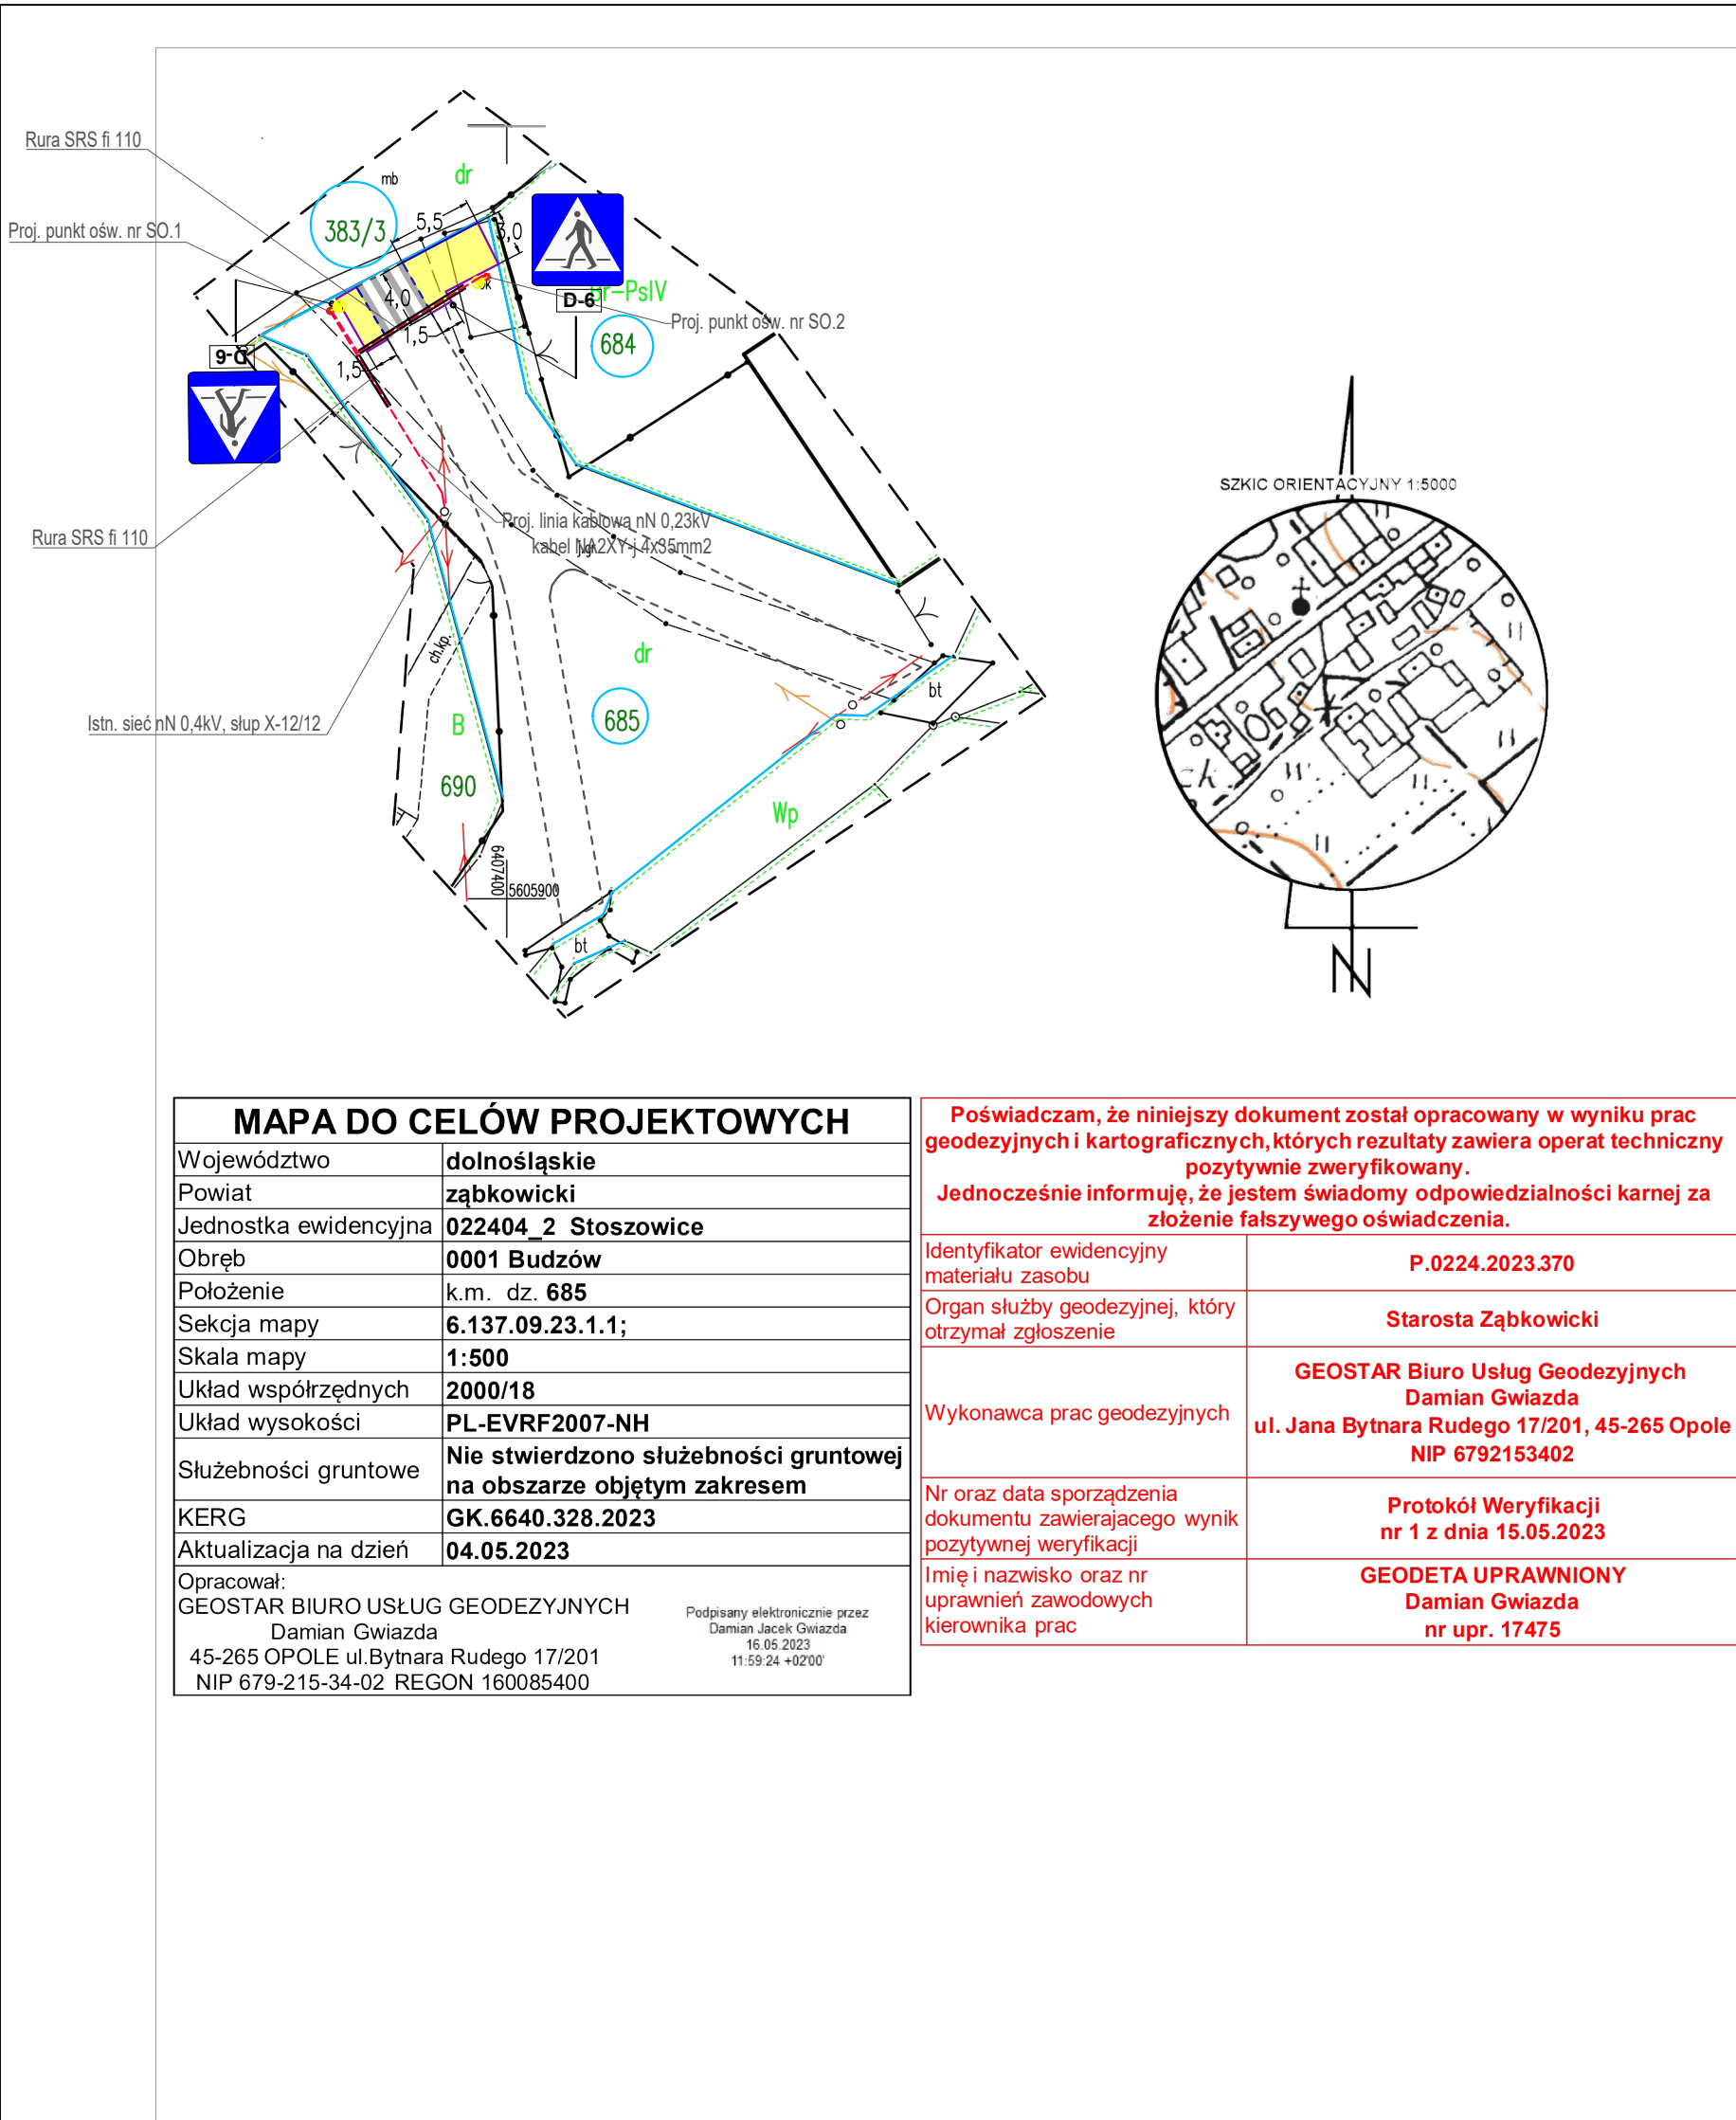 Rura SRS fi 110
mb
dr
383/3
5,5
3,0
Proj. punkt ośw. nr SO.1
4,0
D-6
Br-PsIV
1,5
Proj. punkt ośw. nr SO.2
684
D-6
1,5
SZKIC ORIENTACYJNY 1:5000
Proj. linia kablowa nN 0,23kV
kabel NA2XY-j 4x35mm2
Rura SRS fi 110
ch.kp.
dr
bt
685
Istn. sieć nN 0,4kV, słup X-12/12
B
690
Wp
6407400
5605900
bt
N
MAPA DO CELÓW PROJEKTOWYCH
Województwo dolnośląskie
Powiat ząbkowicki
Jednostka ewidencyjna 022404_2 Stoszowice
Obręb 0001 Budzów
Położenie k.m. dz. 685
Sekcja mapy 6.137.09.23.1.1;
Skala mapy 1:500
Układ współrzędnych 2000/18
Układ wysokości PL-EVRF2007-NH
Służebności gruntowe Nie stwierdzono służebności gruntowej
na obszarze objętym zakresem
KERG GK.6640.328.2023
Aktualizacja na dzień 04.05.2023
Opracował:
GEOSTAR BIURO USŁUG GEODEZYJNYCH
Damian Gwiazda
45-265 OPOLE ul.Bytnara Rudego 17/201
NIP 679-215-34-02 REGON 160085400
Podpisany elektronicznie przez
Damian Jacek Gwiazda
16.05.2023
11:59:24 +02'00'
Poświadczam, że niniejszy dokument został opracowany w wyniku prac
geodezyjnych i kartograficznych,których rezultaty zawiera operat techniczny
pozytywnie zweryfikowany.
Jednocześnie informuję, że jestem świadomy odpowiedzialności karnej za
złożenie fałszywego oświadczenia.
Identyfikator ewidencyjny
materiału zasobu
P.0224.2023.370
Organ służby geodezyjnej, który
otrzymał zgłoszenie
Starosta Ząbkowicki
Wykonawca prac geodezyjnych
GEOSTAR Biuro Usług Geodezyjnych
Damian Gwiazda
ul. Jana Bytnara Rudego 17/201, 45-265 Opole
NIP 6792153402
Nr oraz data sporządzenia
dokumentu zawierajacego wynik
pozytywnej weryfikacji
Protokół Weryfikacji
nr 1 z dnia 15.05.2023
Imię i nazwisko oraz nr
uprawnień zawodowych
kierownika prac
GEODETA UPRAWNIONY
Damian Gwiazda
nr upr. 17475